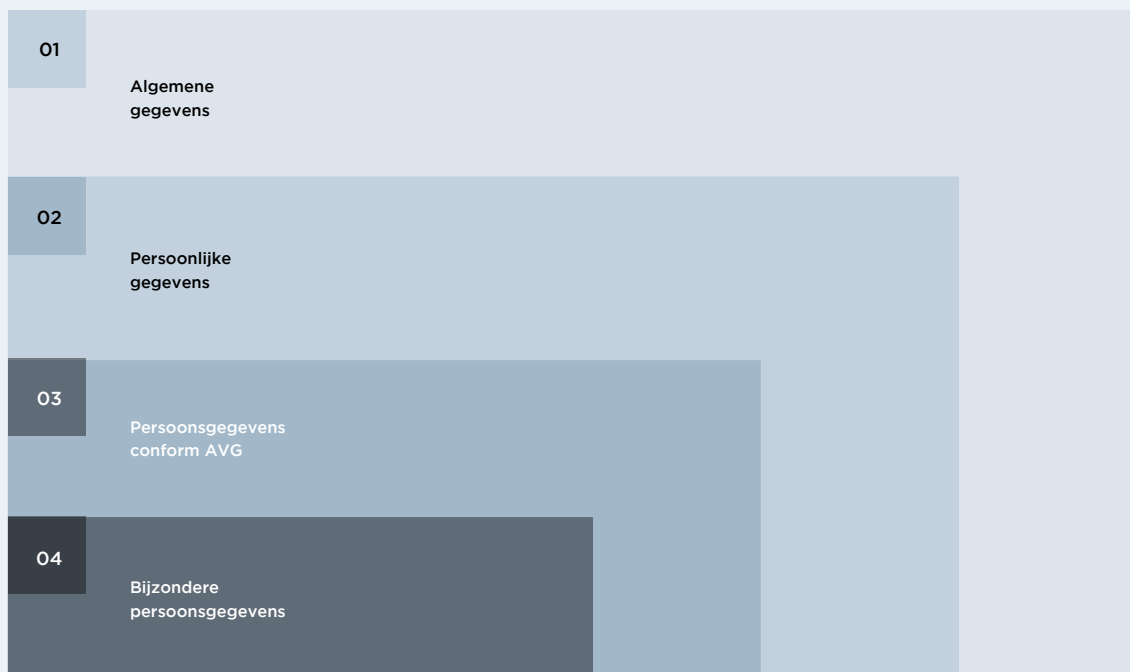 01
Algemene
gegevens
02
Persoonlijke
gegevens
03
Persoonsgegevens
conform AVG
04
Bijzondere
persoonsgegevens